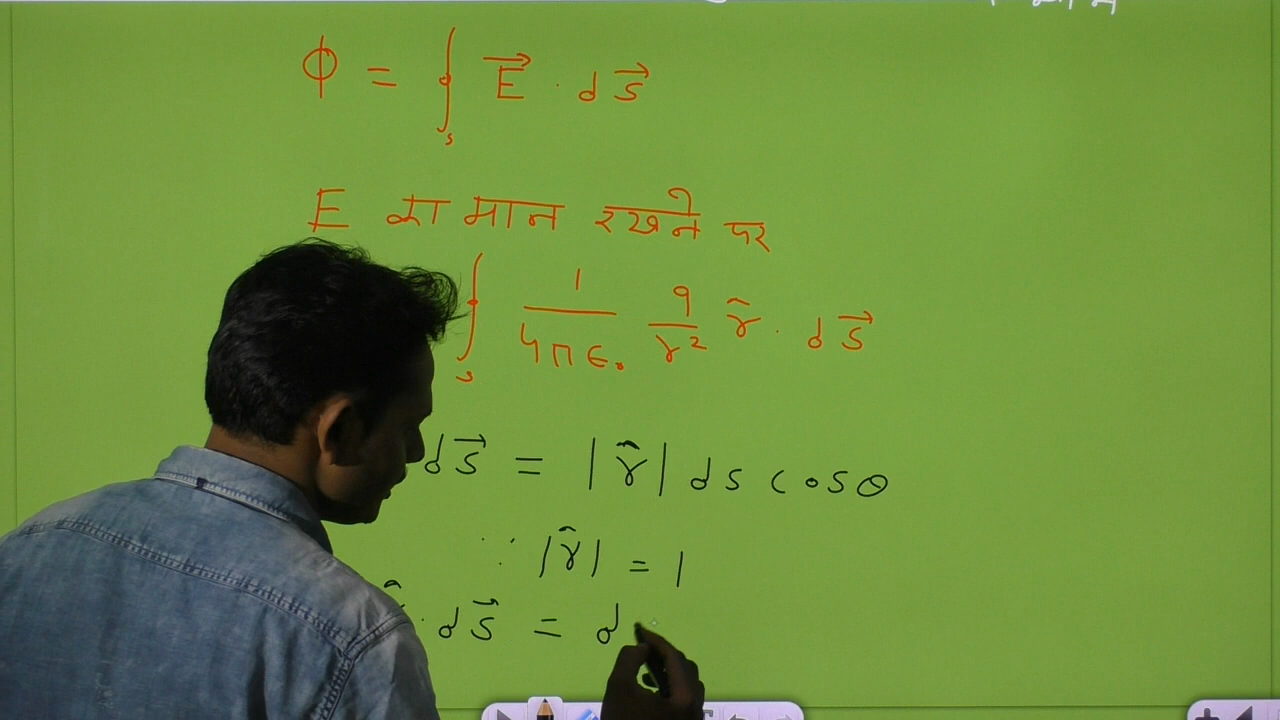 ϕ = ∮ₛ E⃗ · dS⃗
E का मान रखने पर
∮ₛ 1/4πϵ₀ q/r² r̂ · dS⃗
dS⃗ = |r̂| ds cosθ
∵ |r̂| = 1
· dS⃗ = d